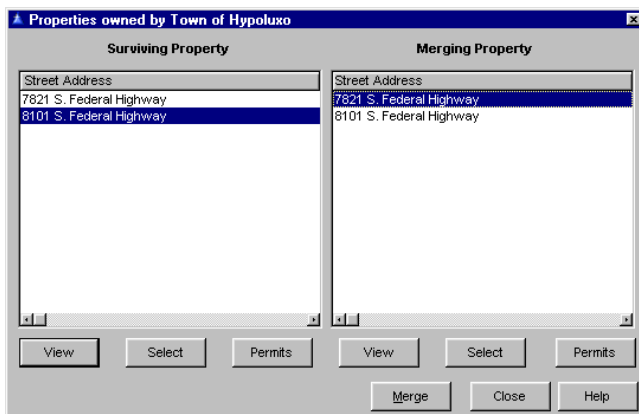 Properties owned by Town of Hypoluxo
Surviving Property
Merging Property
Street Address
7821 S. Federal Highway
8101 S. Federal Highway
Street Address
7821 S. Federal Highway
8101 S. Federal Highway
View Select Permits View Select Permits
Merge Close Help